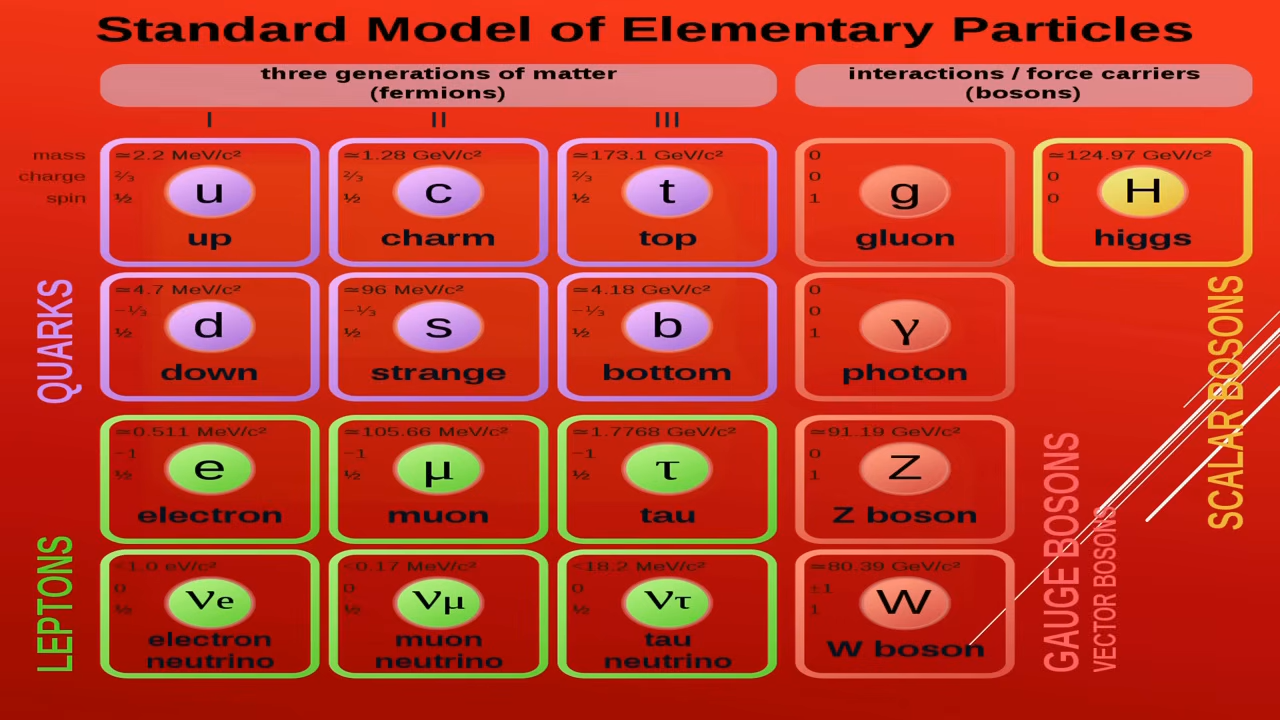 Standard Model of Elementary Particles
three generations of matter
(fermions)
interactions / force carriers
(bosons)
I
II
III
mass
charge
spin
≃2.2 MeV/c²
⅔
½
u
up
≃1.28 GeV/c²
⅔
½
c
charm
≃173.1 GeV/c²
⅔
½
t
top
0
0
1
g
gluon
≃124.97 GeV/c²
0
0
H
higgs
QUARKS
≃4.7 MeV/c²
−⅓
½
d
down
≃96 MeV/c²
−⅓
½
s
strange
≃4.18 GeV/c²
−⅓
½
b
bottom
0
0
1
γ
photon
SCALAR BOSONS
≃0.511 MeV/c²
−1
½
e
electron
≃105.66 MeV/c²
−1
½
μ
muon
≃1.7768 GeV/c²
−1
½
τ
tau
≃91.19 GeV/c²
0
1
Z
Z boson
LEPTONS
<1.0 eV/c²
0
½
νe
electron
neutrino
<0.17 MeV/c²
0
½
νμ
muon
neutrino
<18.2 MeV/c²
0
½
ντ
tau
neutrino
≃80.39 GeV/c²
±1
1
W
W boson
GAUGE BOSONS
VECTOR BOSONS